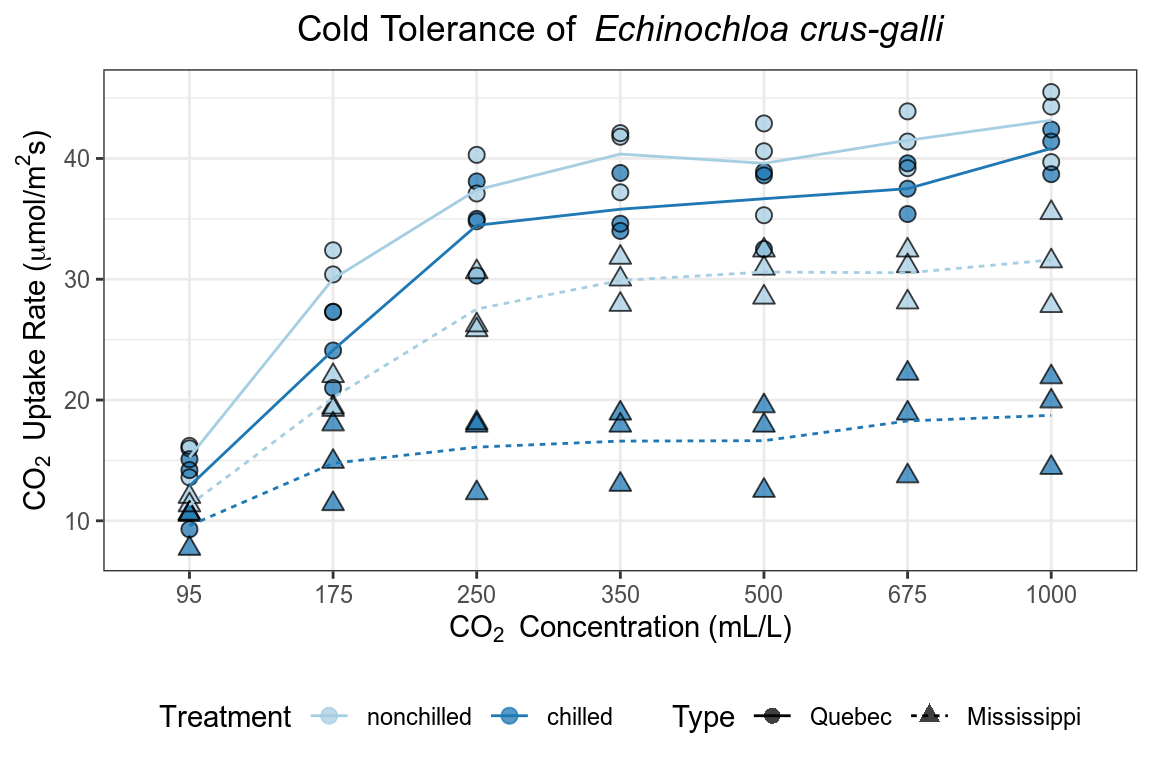 Cold Tolerance of Echinochloa crus-galli
CO₂ Uptake Rate (μmol/m²s)
40
30
20
10
95 175 250 350 500 675 1000
CO₂ Concentration (mL/L)
Treatment nonchilled chilled Type Quebec Mississippi